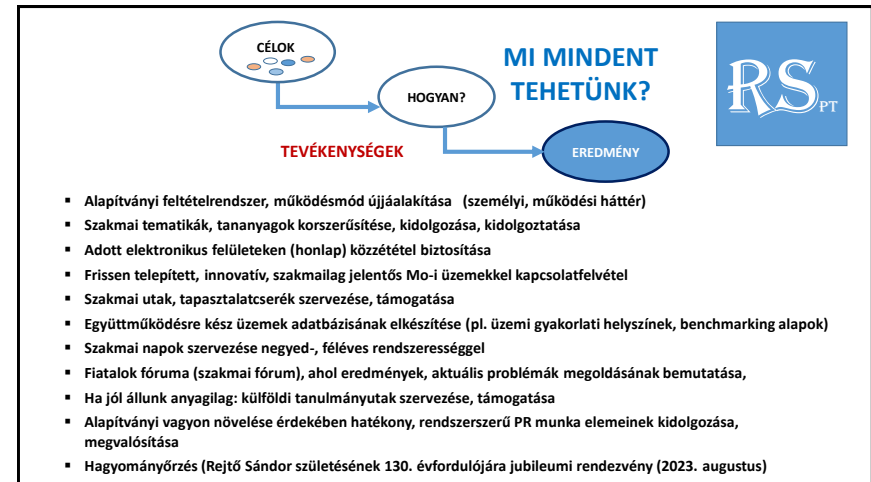 CÉLOK
MI MINDENT
TEHETÜNK?
HOGYAN?
RS PT
TEVÉKENYSÉGEK
EREDMÉNY
▪ Alapítványi feltételrendszer, működésmód újjáalakítása (személyi, működési háttér)
▪ Szakmai tematikák, tananyagok korszerűsítése, kidolgozása, kidolgoztatása
▪ Adott elektronikus felületeken (honlap) közzététel biztosítása
▪ Frissen telepített, innovatív, szakmailag jelentős Mo-i üzemekkel kapcsolatfelvétel
▪ Szakmai utak, tapasztalatcserék szervezése, támogatása
▪ Együttműködésre kész üzemek adatbázisának elkészítése (pl. üzemi gyakorlati helyszínek, benchmarking alapok)
▪ Szakmai napok szervezése negyed-, féléves rendszerességgel
▪ Fiatalok fóruma (szakmai fórum), ahol eredmények, aktuális problémák megoldásának bemutatása,
▪ Ha jól állunk anyagilag: külföldi tanulmányutak szervezése, támogatása
▪ Alapítványi vagyon növelése érdekében hatékony, rendszerszerű PR munka elemeinek kidolgozása,
megvalósítása
▪ Hagyományőrzés (Rejtő Sándor születésének 130. évfordulójára jubileumi rendezvény (2023. augustus)